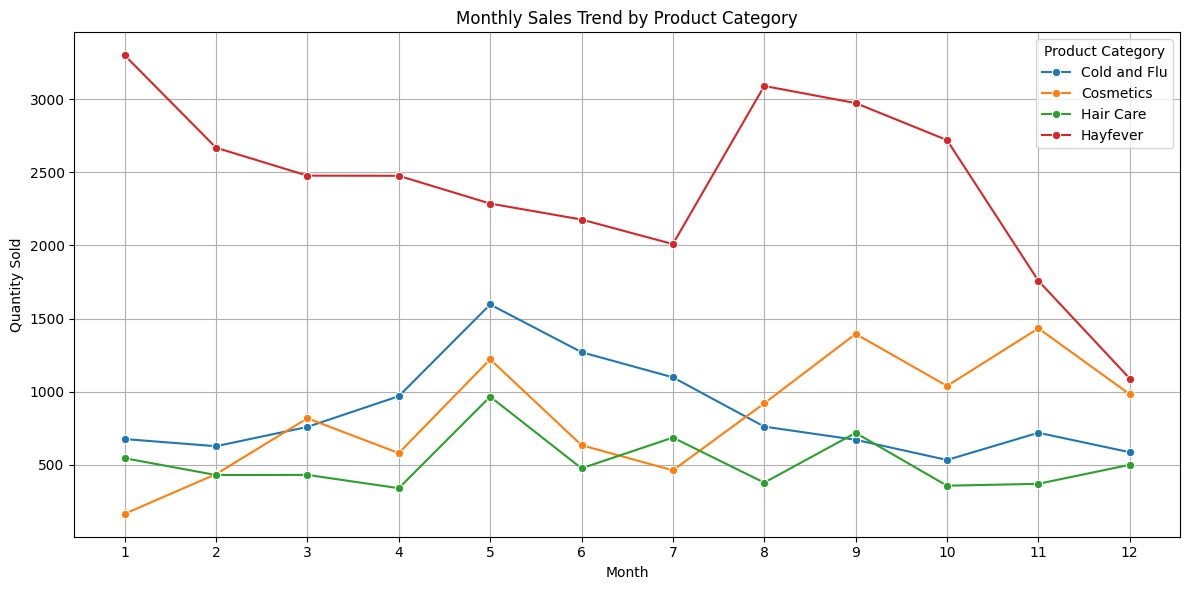 Monthly Sales Trend by Product Category
Product Category
Cold and Flu
Cosmetics
Hair Care
Hayfever
Quantity Sold
3000
2500
2000
1500
1000
500
1 2 3 4 5 6 7 8 9 10 11 12
Month